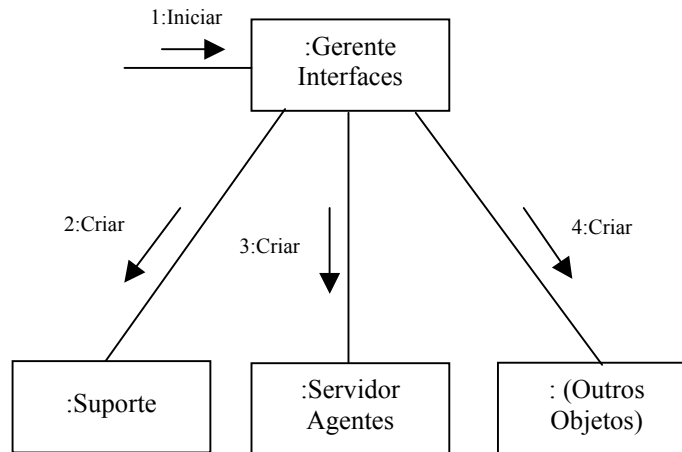 1:Iniciar
:Gerente
Interfaces
2:Criar
3:Criar
4:Criar
:Suporte
:Servidor
Agentes
: (Outros
Objetos)